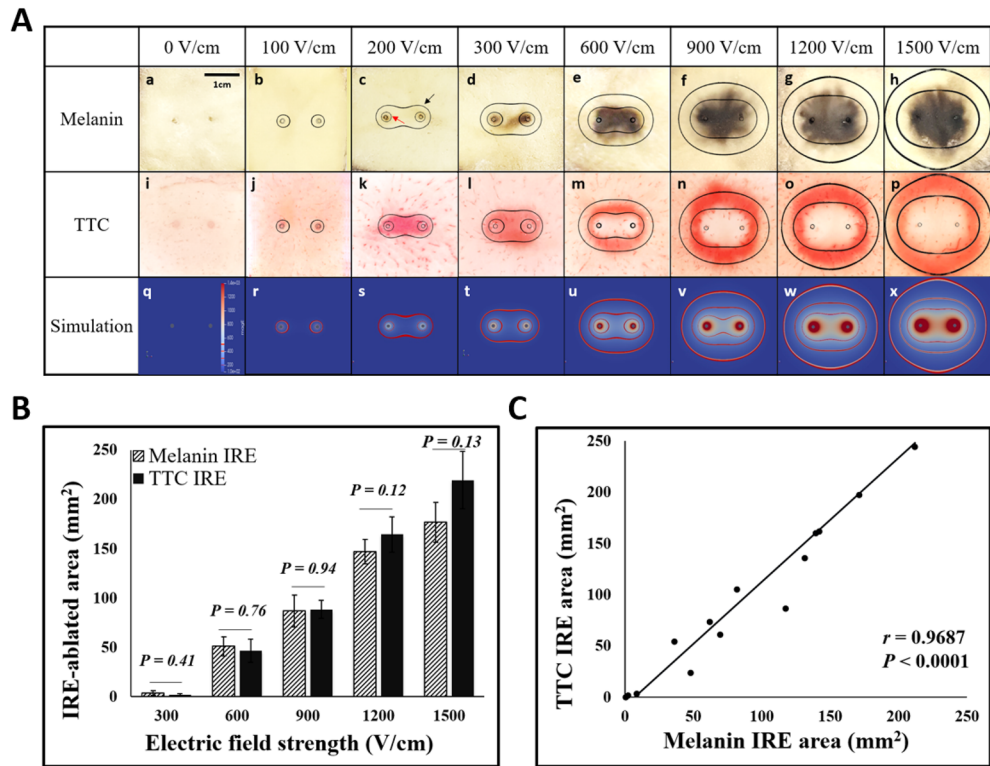 A
0 V/cm 100 V/cm 200 V/cm 300 V/cm 600 V/cm 900 V/cm 1200 V/cm 1500 V/cm
Melanin a b c d e f g h
1cm
TTC i j k l m n o p
Simulation q r s t u v w x
B
IRE-ablated area (mm²)
250
200
150
100
50
0
Melanin IRE
TTC IRE
P = 0.41
P = 0.76
P = 0.94
P = 0.12
P = 0.13
300 600 900 1200 1500
Electric field strength (V/cm)
C
TTC IRE area (mm²)
250
200
150
100
50
0
r = 0.9687
P < 0.0001
0 50 100 150 200 250
Melanin IRE area (mm²)